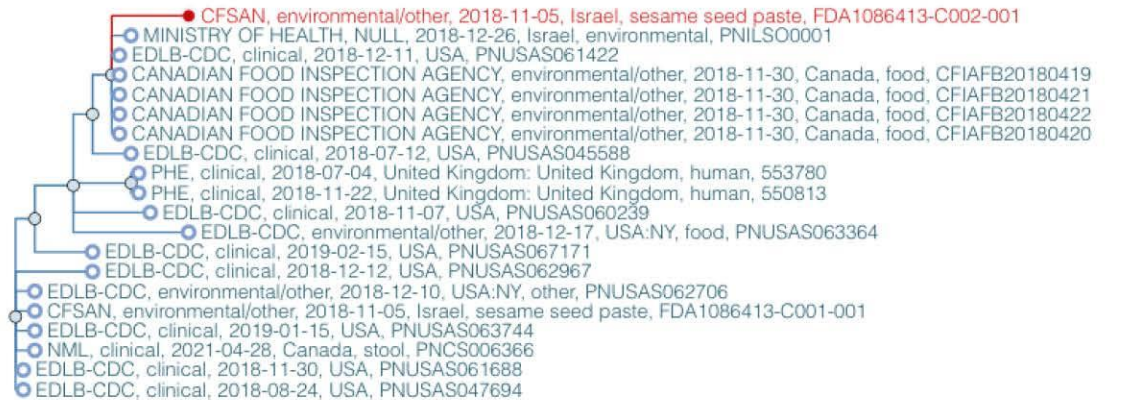 CFSAN, environmental/other, 2018-11-05, Israel, sesame seed paste, FDA1086413-C002-001
MINISTRY OF HEALTH, NULL, 2018-12-26, Israel, environmental, PNILSO0001
EDLB-CDC, clinical, 2018-12-11, USA, PNUSAS061422
CANADIAN FOOD INSPECTION AGENCY, environmental/other, 2018-11-30, Canada, food, CFIAFB20180419
CANADIAN FOOD INSPECTION AGENCY, environmental/other, 2018-11-30, Canada, food, CFIAFB20180421
CANADIAN FOOD INSPECTION AGENCY, environmental/other, 2018-11-30, Canada, food, CFIAFB20180422
CANADIAN FOOD INSPECTION AGENCY, environmental/other, 2018-11-30, Canada, food, CFIAFB20180420
EDLB-CDC, clinical, 2018-07-12, USA, PNUSAS045588
PHE, clinical, 2018-07-04, United Kingdom: United Kingdom, human, 553780
PHE, clinical, 2018-11-22, United Kingdom: United Kingdom, human, 550813
EDLB-CDC, clinical, 2018-11-07, USA, PNUSAS060239
EDLB-CDC, environmental/other, 2018-12-17, USA:NY, food, PNUSAS063364
EDLB-CDC, clinical, 2019-02-15, USA, PNUSAS067171
EDLB-CDC, clinical, 2018-12-12, USA, PNUSAS062967
EDLB-CDC, environmental/other, 2018-12-10, USA:NY, other, PNUSAS062706
CFSAN, environmental/other, 2018-11-05, Israel, sesame seed paste, FDA1086413-C001-001
EDLB-CDC, clinical, 2019-01-15, USA, PNUSAS063744
NML, clinical, 2021-04-28, Canada, stool, PNCS006366
EDLB-CDC, clinical, 2018-11-30, USA, PNUSAS061688
EDLB-CDC, clinical, 2018-08-24, USA, PNUSAS047694